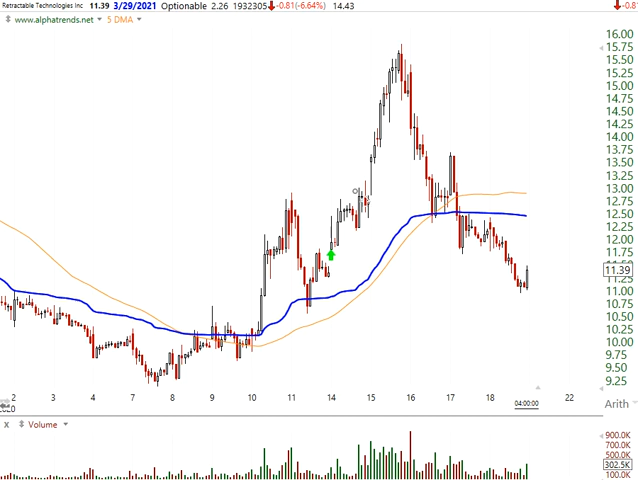 Retractable Technologies Inc 11.39 3/29/2021 Optionable 2.26 1932305 -0.81(-6.64%) 14.43 -0.81
www.alphatrends.net 5 DMA
16.00
15.75
15.50
15.25
15.00
14.75
14.50
14.25
14.00
13.75
13.50
13.25
13.00
12.75
12.50
12.25
12.00
11.75
11.39
11.00
10.75
10.50
10.25
10.00
9.75
9.50
9.25
2 3 4 7 8 9 10 11 14 15 16 17 18 04:00:00 22
Arith
X Volume
900.0K
700.0K
500.0K
302.5K
100.0K